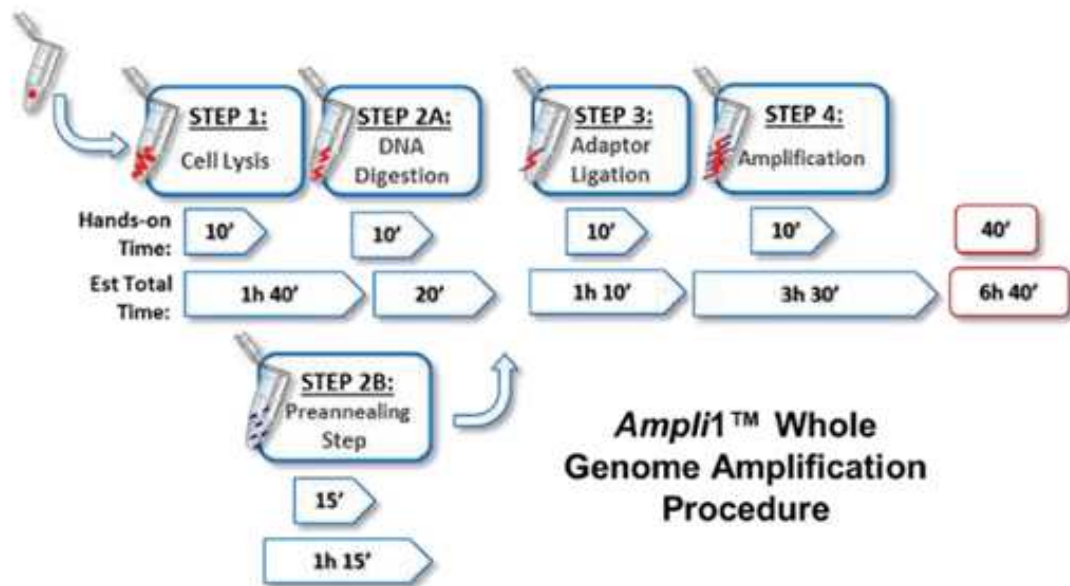 STEP 1:
Cell Lysis
STEP 2A:
DNA
Digestion
STEP 3:
Adaptor
Ligation
STEP 4:
Amplification
Hands-on
Time:
10’
10’
10’
10’
40’
Est Total
Time:
1h 40’
20’
1h 10’
3h 30’
6h 40’
STEP 2B:
Preannealing
Step
15’
1h 15’
Ampli1™ Whole
Genome Amplification
Procedure